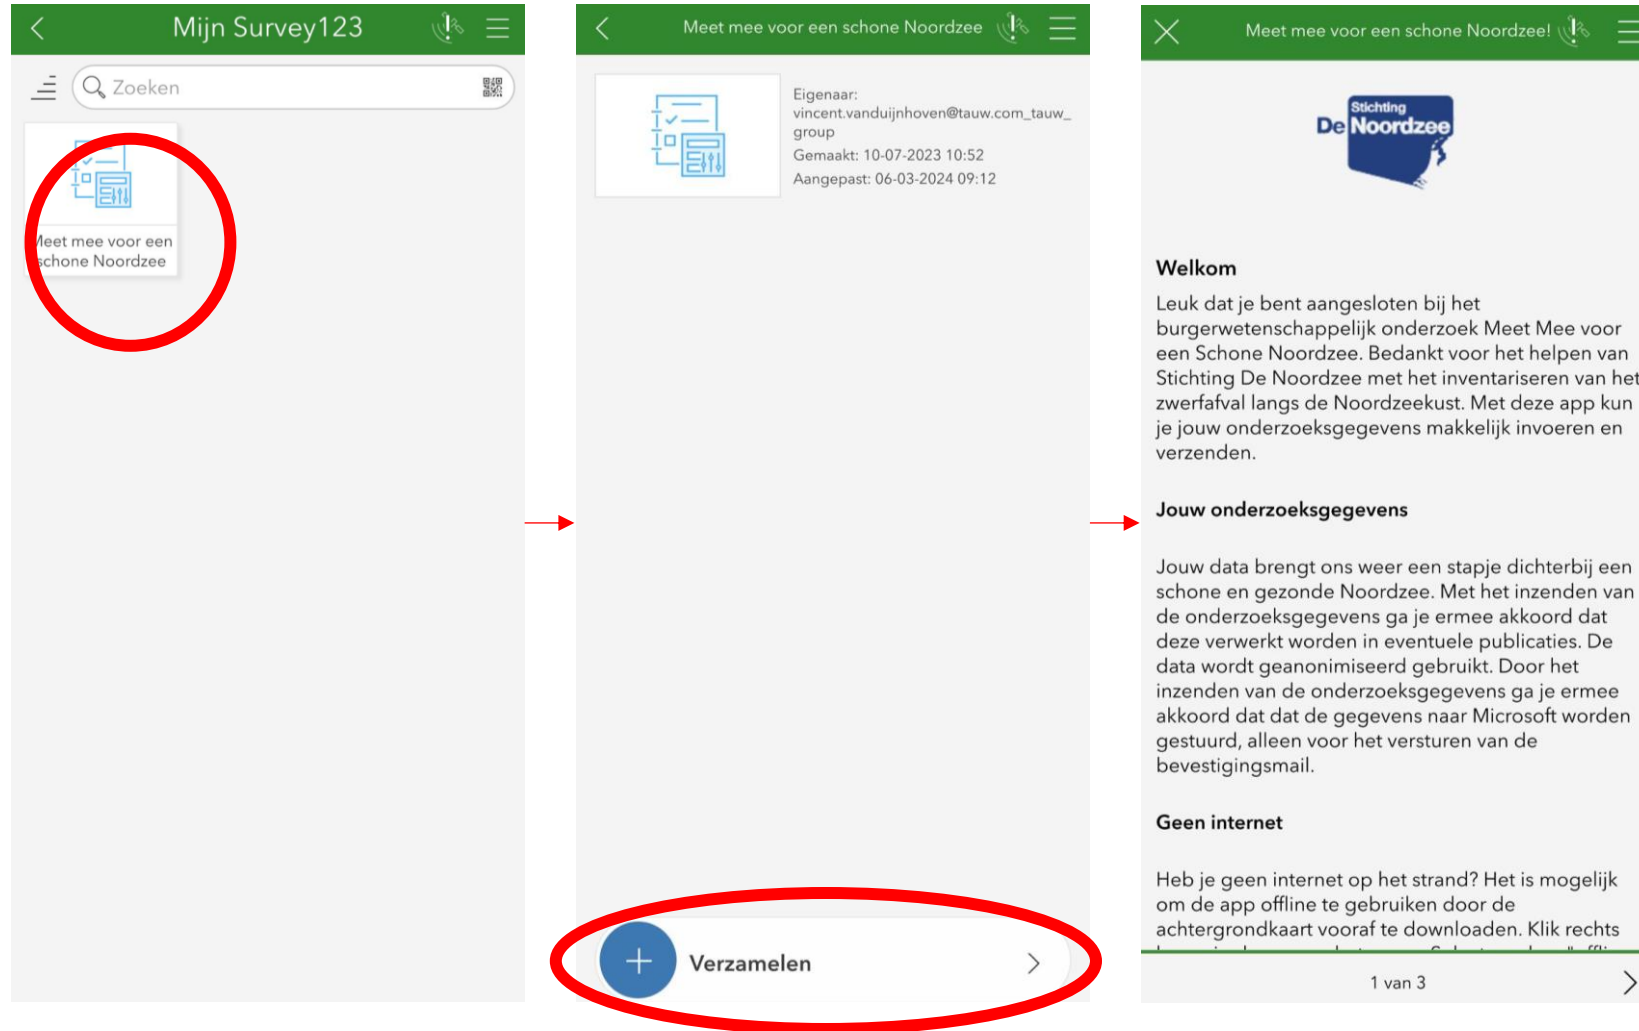 Mijn Survey123
Zoeken
Meet mee voor een
schone Noordzee
Meet mee voor een schone Noordzee
Eigenaar:
vincent.vanduijnhoven@tauw.com_tauw_
group
Gemaakt: 10-07-2023 10:52
Aangepast: 06-03-2024 09:12
Verzamelen
Meet mee voor een schone Noordzee!
Stichting
De Noordzee
Welkom
Leuk dat je bent aangesloten bij het
burgerwetenschappelijk onderzoek Meet Mee voor
een Schone Noordzee. Bedankt voor het helpen van
Stichting De Noordzee met het inventariseren van het
zwerfafval langs de Noordzeekust. Met deze app kun
je jouw onderzoeksgegevens makkelijk invoeren en
verzenden.
Jouw onderzoeksgegevens
Jouw data brengt ons weer een stapje dichterbij een
schone en gezonde Noordzee. Met het inzenden van
de onderzoeksgegevens ga je ermee akkoord dat
deze verwerkt worden in eventuele publicaties. De
data wordt geanonimiseerd gebruikt. Door het
inzenden van de onderzoeksgegevens ga je ermee
akkoord dat dat de gegevens naar Microsoft worden
gestuurd, alleen voor het versturen van de
bevestigingsmail.
Geen internet
Heb je geen internet op het strand? Het is mogelijk
om de app offline te gebruiken door de
achtergrondkaart vooraf te downloaden. Klik rechts
1 van 3